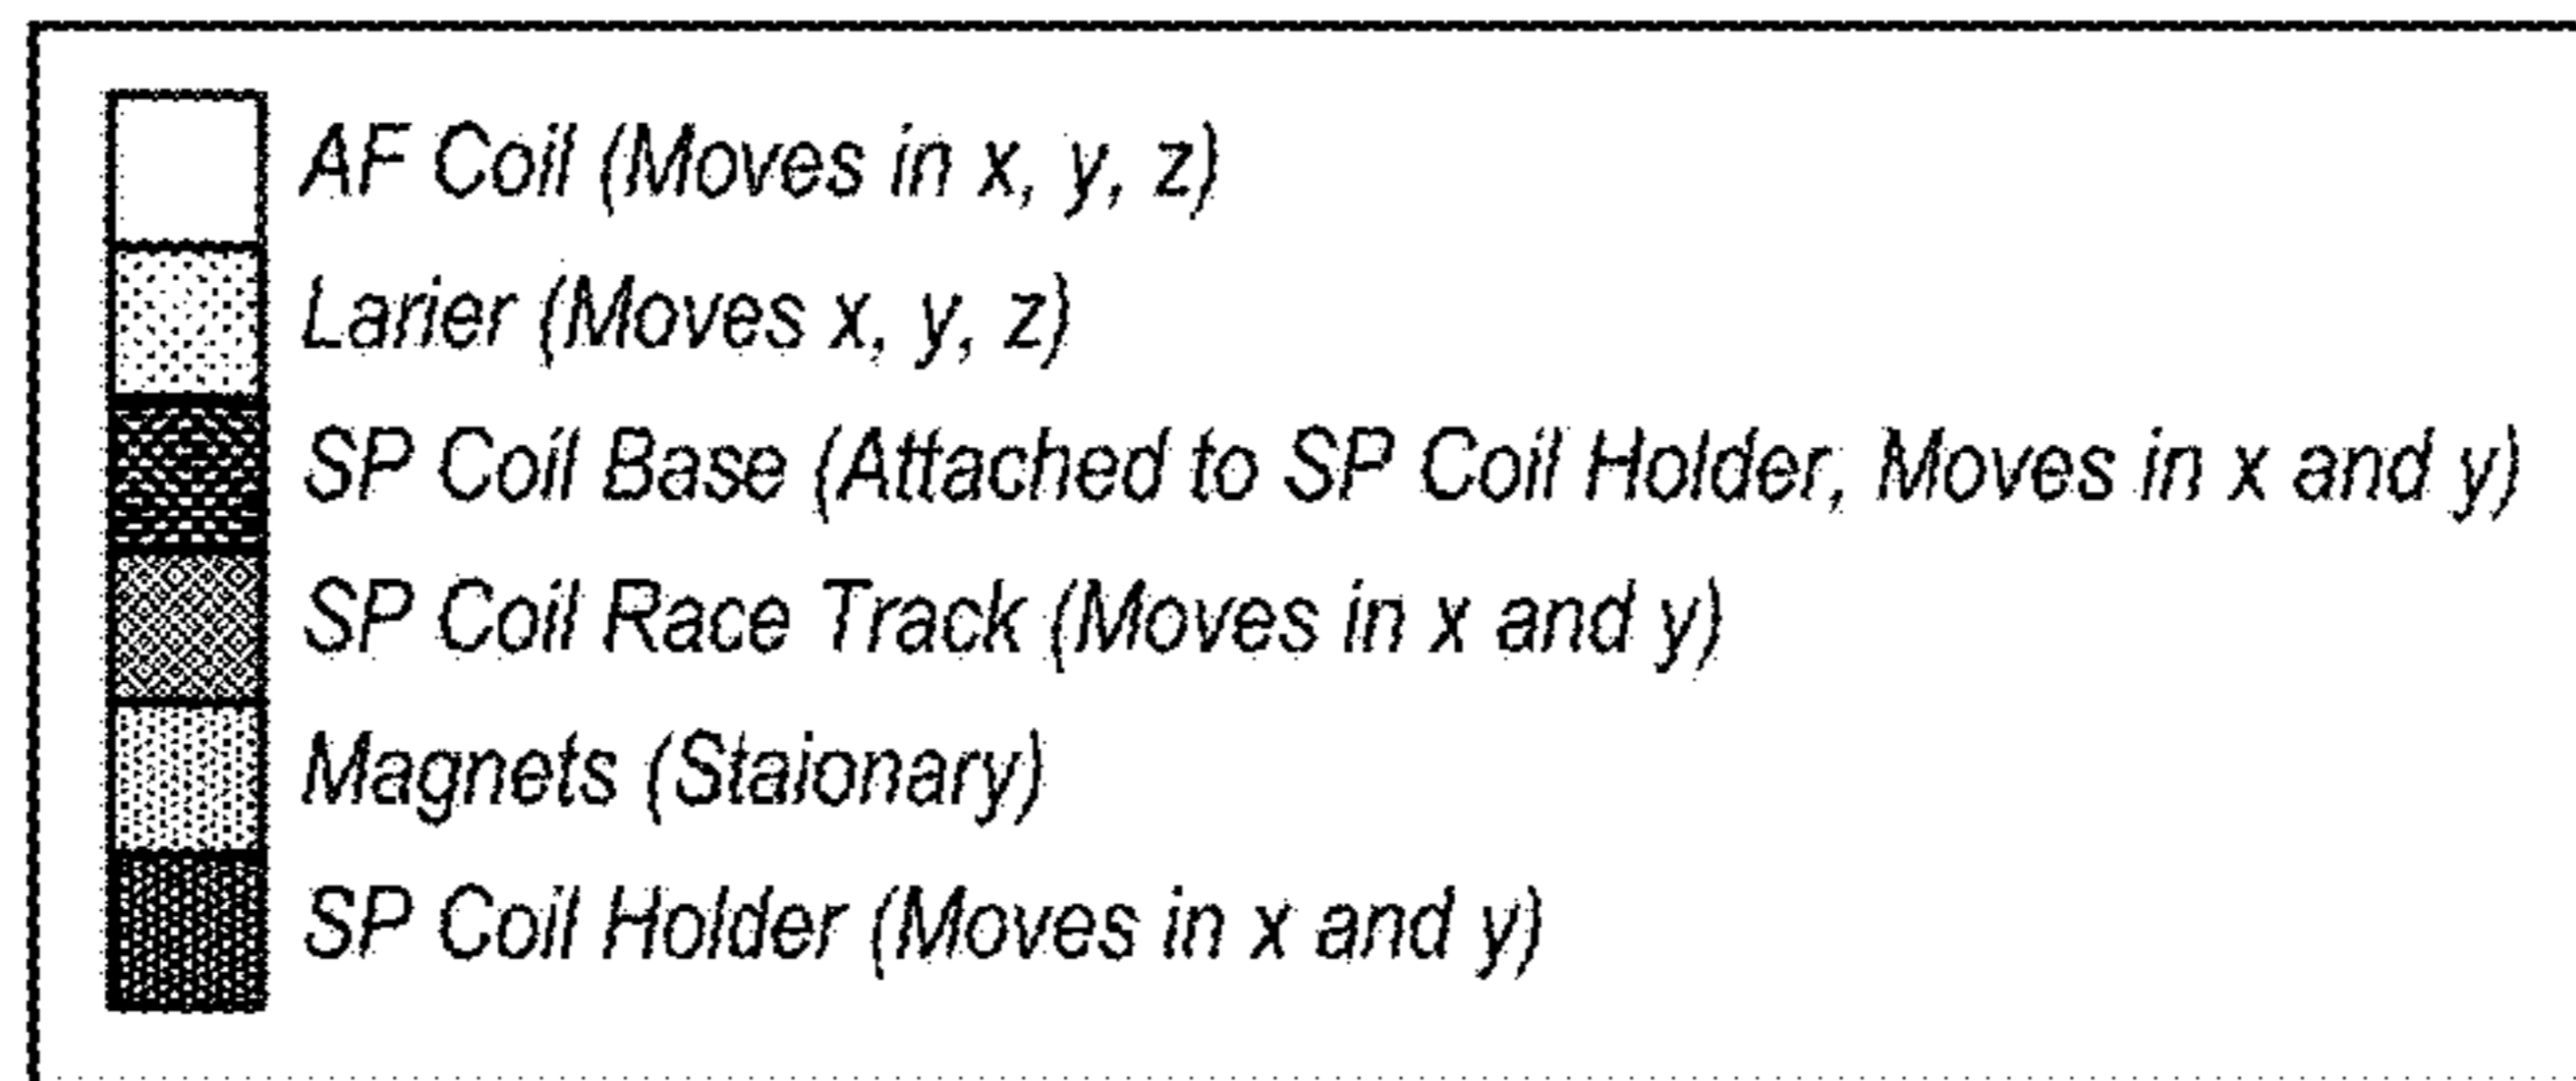 AF Coil (Moves in x, y, z)
Larier (Moves x, y, z)
SP Coil Base (Attached to SP Coil Holder, Moves in x and y)
SP Coil Race Track (Moves in x and y)
Magnets (Staionary)
SP Coil Holder (Moves in x and y)